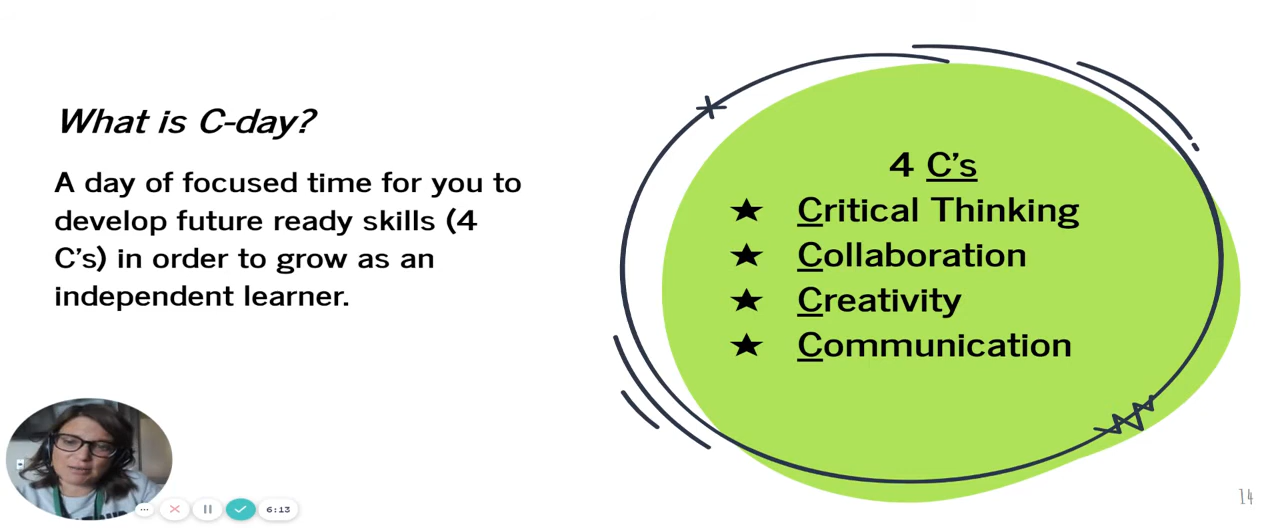 What is C-day?
A day of focused time for you to
develop future ready skills (4
C's) in order to grow as an
independent learner.
4 C's
★ Critical Thinking
★ Collaboration
★ Creativity
★ Communication
6:13
14